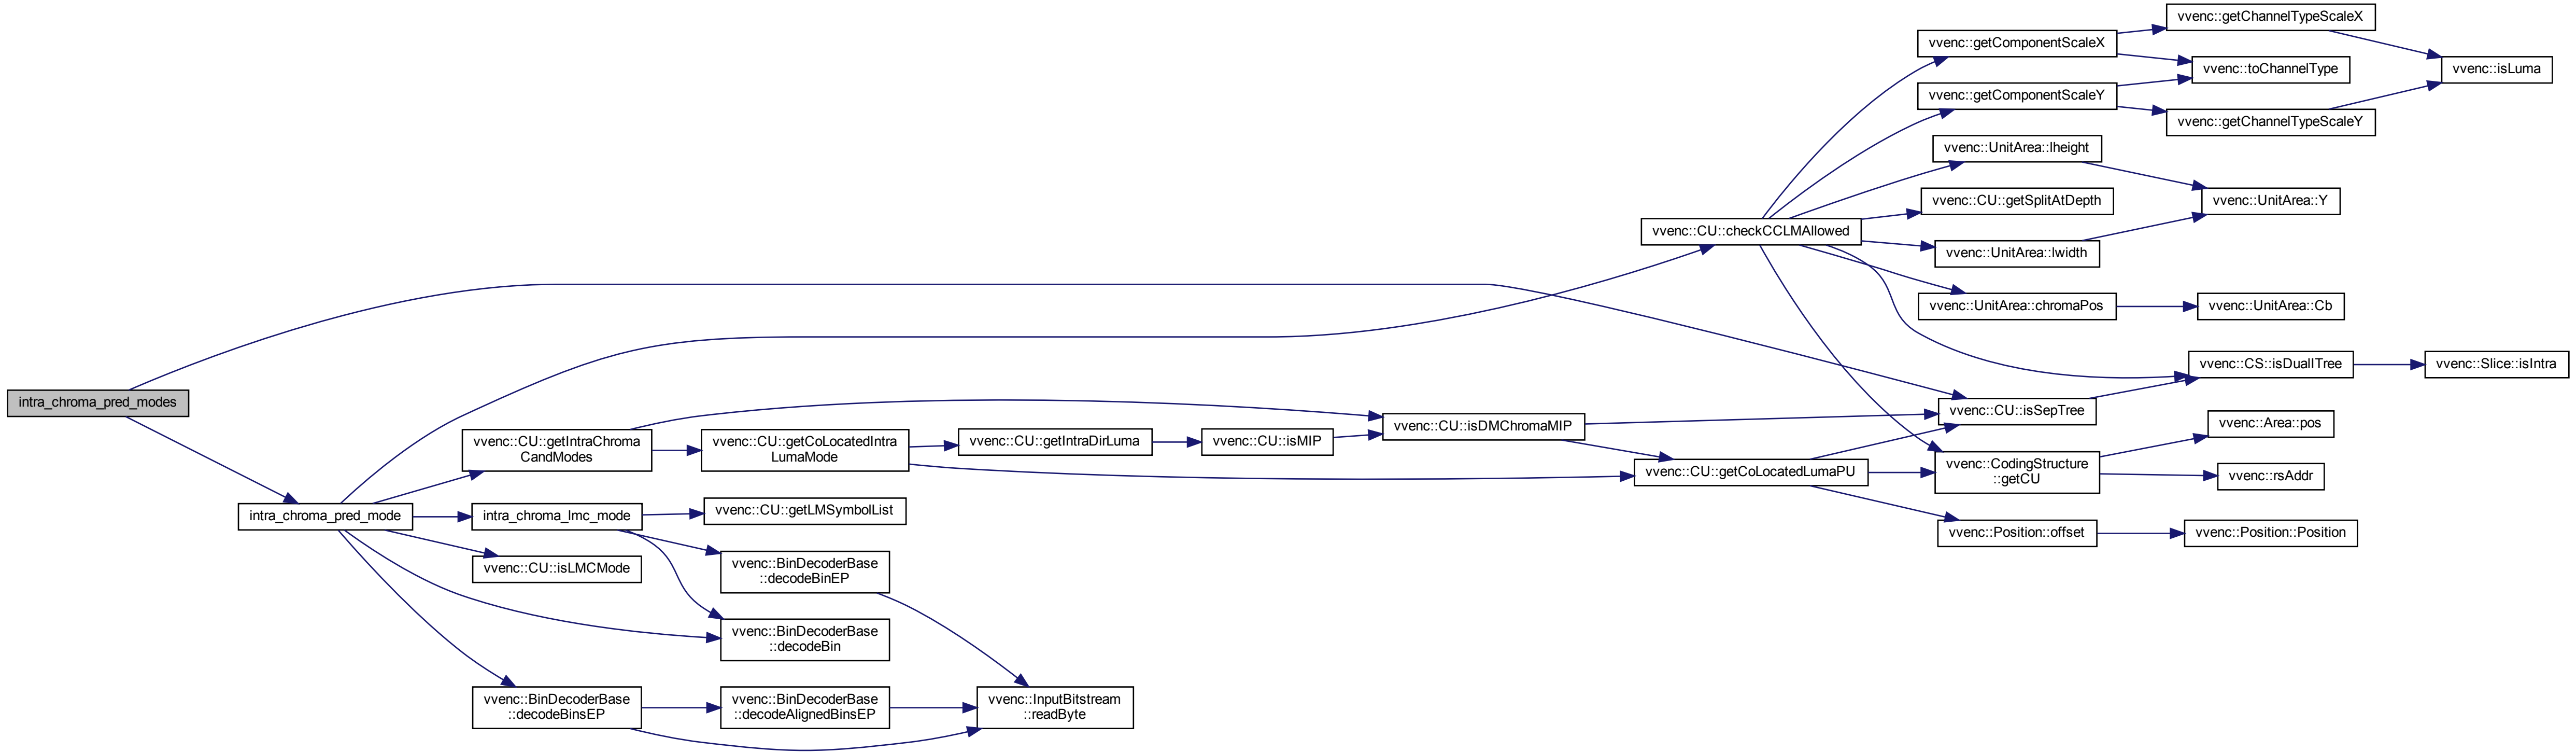 intra_chroma_pred_modes
intra_chroma_pred_mode
vvenc::CU::getIntraChroma
CandModes
intra_chroma_lmc_mode
vvenc::CU::isLMCMode
vvenc::BinDecoderBase
::decodeBinsEP
vvenc::CU::getCoLocatedIntra
LumaMode
vvenc::CU::getLMSymbolList
vvenc::BinDecoderBase
::decodeBinEP
vvenc::BinDecoderBase
::decodeBin
vvenc::BinDecoderBase
::decodeAlignedBinsEP
vvenc::CU::getIntraDirLuma
vvenc::InputBitstream
::readByte
vvenc::CU::isMIP
vvenc::CU::isDMChromaMIP
vvenc::CU::checkCCLMAllowed
vvenc::CU::getCoLocatedLumaPU
vvenc::getComponentScaleX
vvenc::getComponentScaleY
vvenc::UnitArea::lheight
vvenc::CU::getSplitAtDepth
vvenc::UnitArea::lwidth
vvenc::UnitArea::chromaPos
vvenc::CU::isSepTree
vvenc::CodingStructure
::getCU
vvenc::Position::offset
vvenc::getChannelTypeScaleX
vvenc::toChannelType
vvenc::getChannelTypeScaleY
vvenc::UnitArea::Y
vvenc::UnitArea::Cb
vvenc::CS::isDualITree
vvenc::Area::pos
vvenc::rsAddr
vvenc::Position::Position
vvenc::isLuma
vvenc::Slice::isIntra